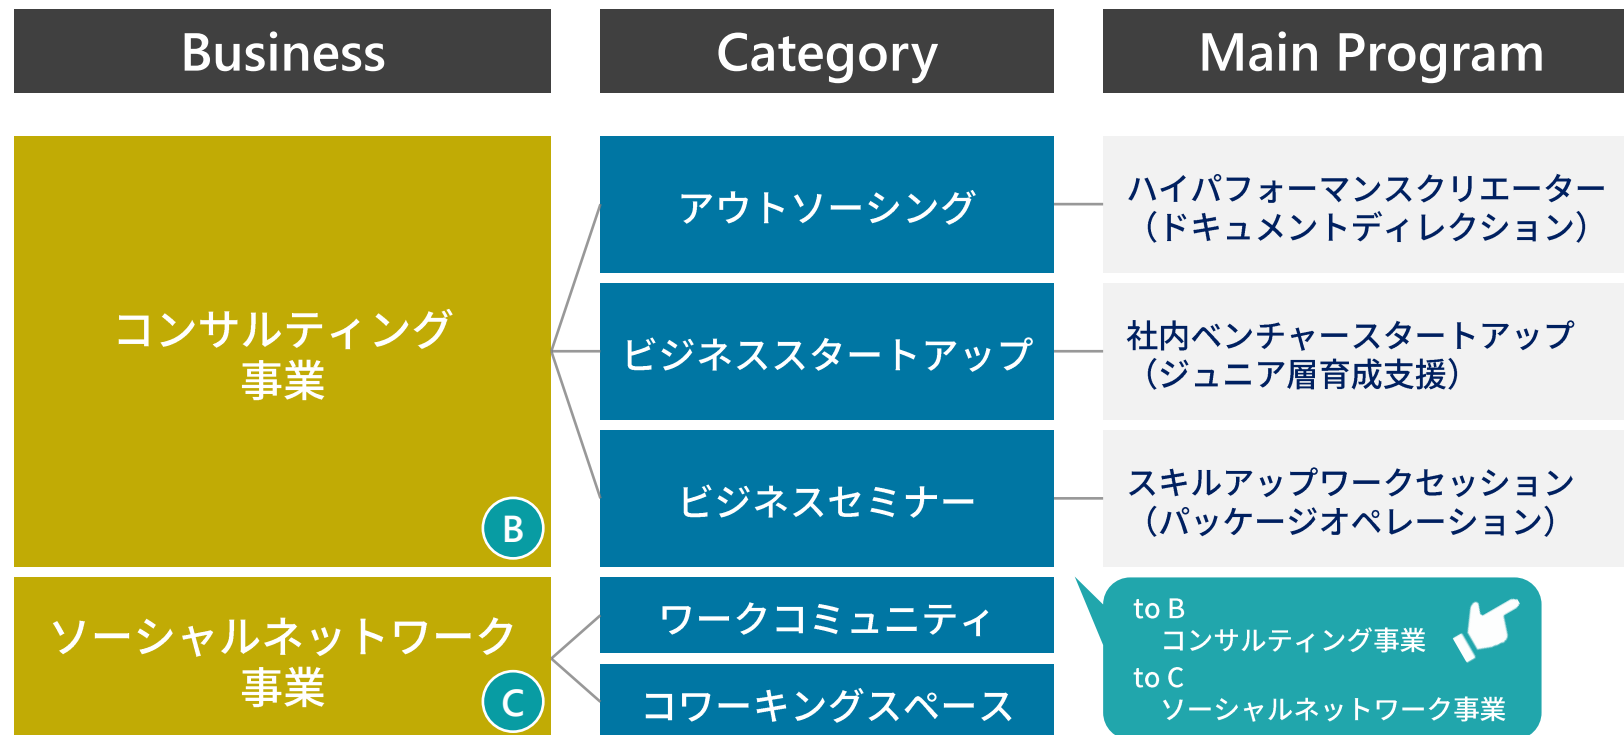 Business
Category
Main Program
コンサルティング
事業
B
アウトソーシング
ハイパフォーマンスクリエーター
（ドキュメントディレクション）
ビジネススタートアップ
社内ベンチャースタートアップ
（ジュニア層育成支援）
ビジネスセミナー
スキルアップワークセッション
（パッケージオペレーション）
ソーシャルネットワーク
事業
C
ワークコミュニティ
コワーキングスペース
to B
コンサルティング事業
to C
ソーシャルネットワーク事業